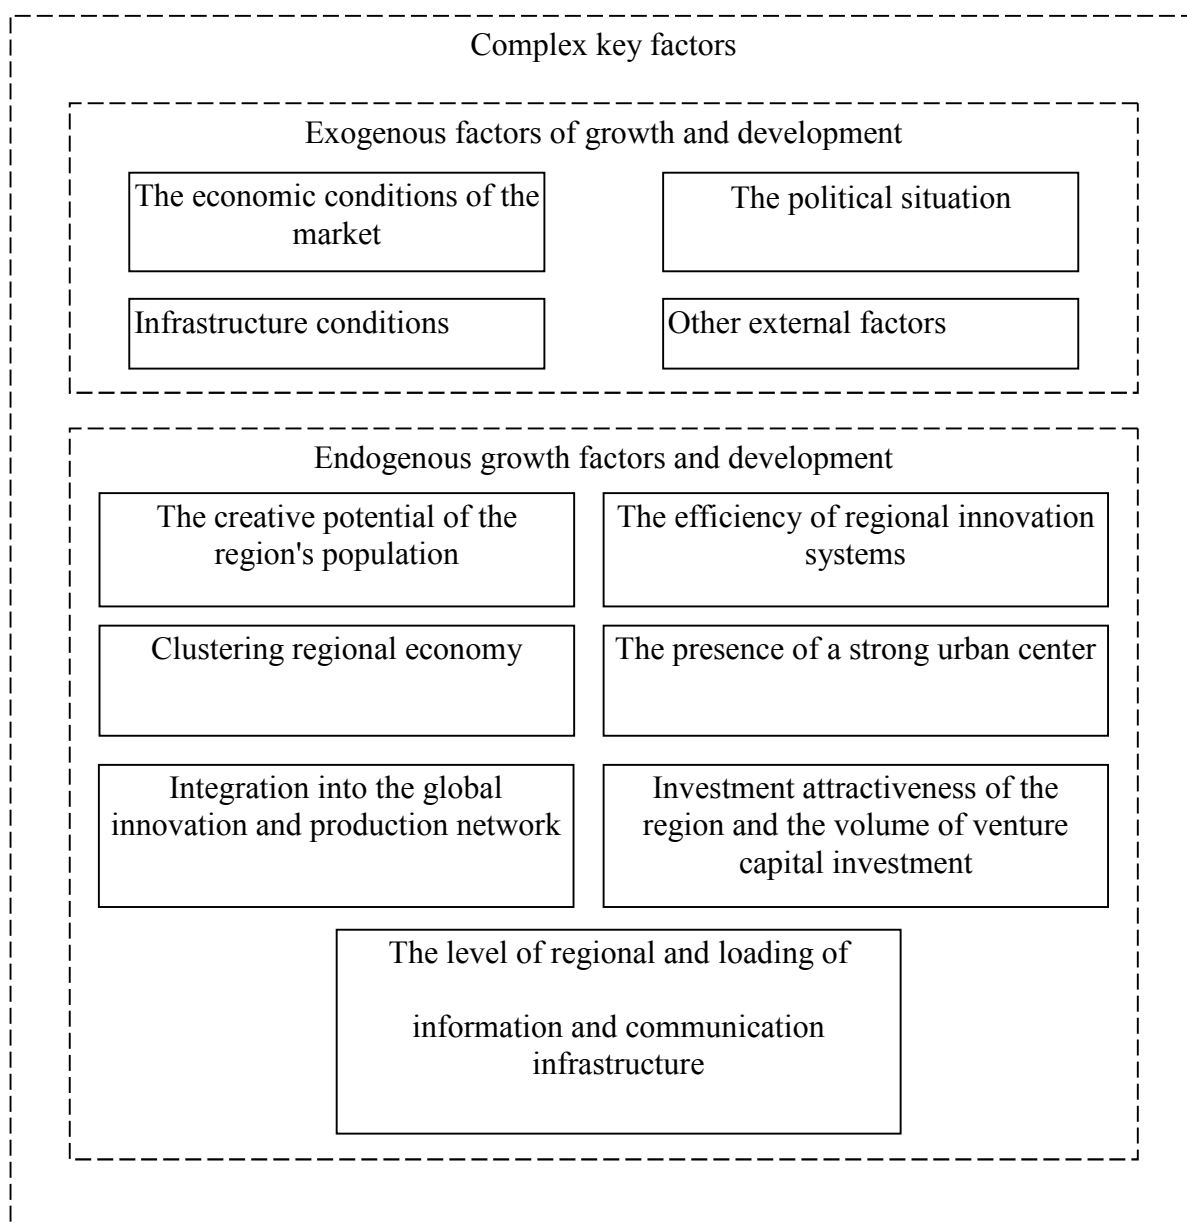 Complex key factors
Exogenous factors of growth and development
The economic conditions of the
market
The political situation
Infrastructure conditions
Other external factors
Endogenous growth factors and development
The creative potential of the
region's population
The efficiency of regional innovation
systems
Clustering regional economy
The presence of a strong urban center
Integration into the global
innovation and production network
Investment attractiveness of the
region and the volume of venture
capital investment
The level of regional and loading of
information and communication
infrastructure